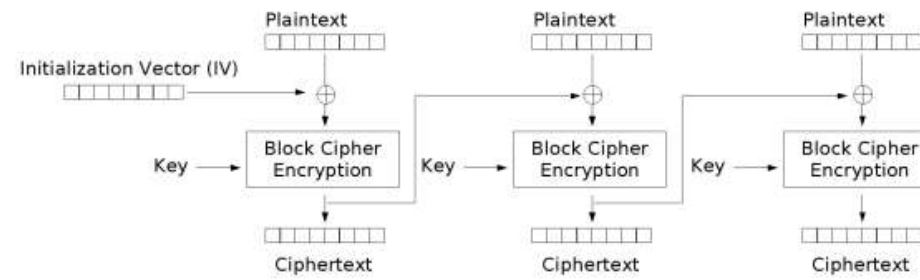 Plaintext Plaintext Plaintext
Initialization Vector (IV)
Key Block Cipher Encryption Key Block Cipher Encryption Key Block Cipher Encryption
Ciphertext Ciphertext Ciphertext